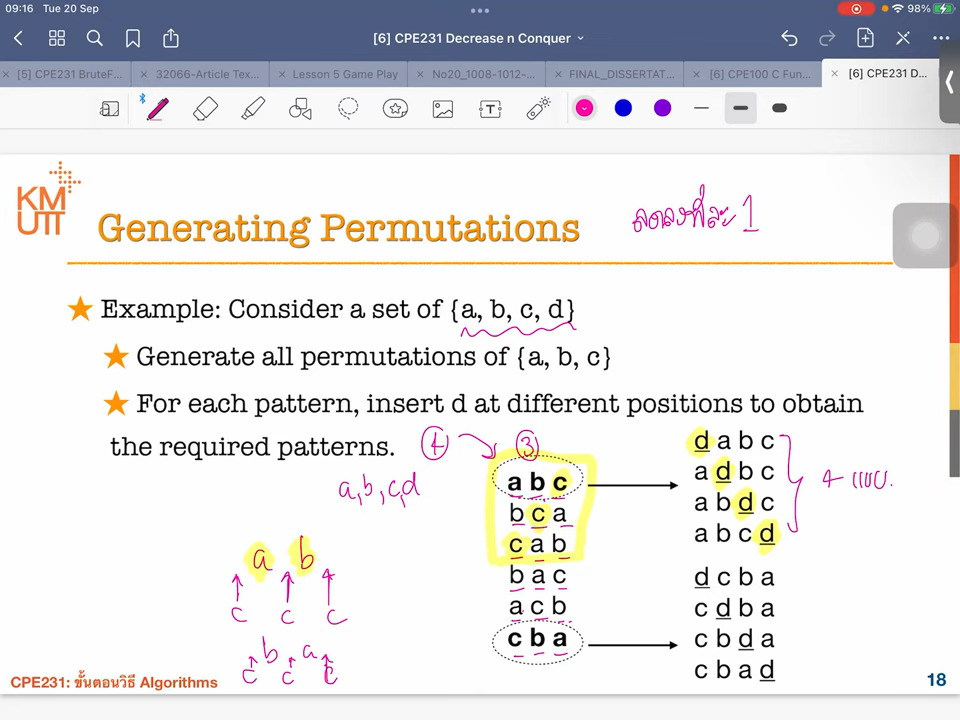 09:16 Tue 20 Sep
98%
[6] CPE231 Decrease n Conquer
[5] CPE231 BruteF...
32066-Article Tex...
Lesson 5 Game Play
No20_1008-1012-...
FINAL_DISSERTAT...
[6] CPE100 C Fun...
[6] CPE231 D...
KM
UTT
Generating Permutations
ลดลงทีละ 1
Example: Consider a set of {a, b, c, d}
Generate all permutations of {a, b, c}
For each pattern, insert d at different positions to obtain
the required patterns.
4 3
a, b, c, d
a b
c c c
b a
c c c
a b c
b c a
c a b
b a c
a c b
c b a
d a b c
a d b c
a b d c
a b c d
4 แบบ.
d c b a
c d b a
c b d a
c b a d
CPE231: ขั้นตอนวิธี Algorithms
18